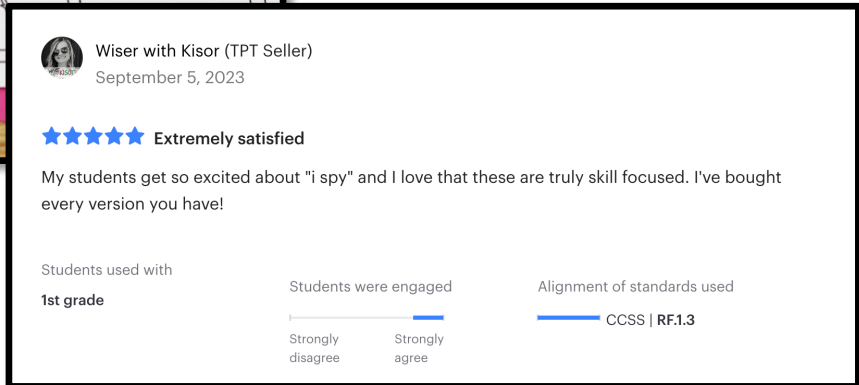 Wiser with Kisor (TPT Seller)
September 5, 2023
Extremely satisfied
My students get so excited about "i spy" and I love that these are truly skill focused. I've bought
every version you have!
Students used with
1st grade
Students were engaged
Strongly
disagree
Strongly
agree
Alignment of standards used
CCSS | RF.1.3